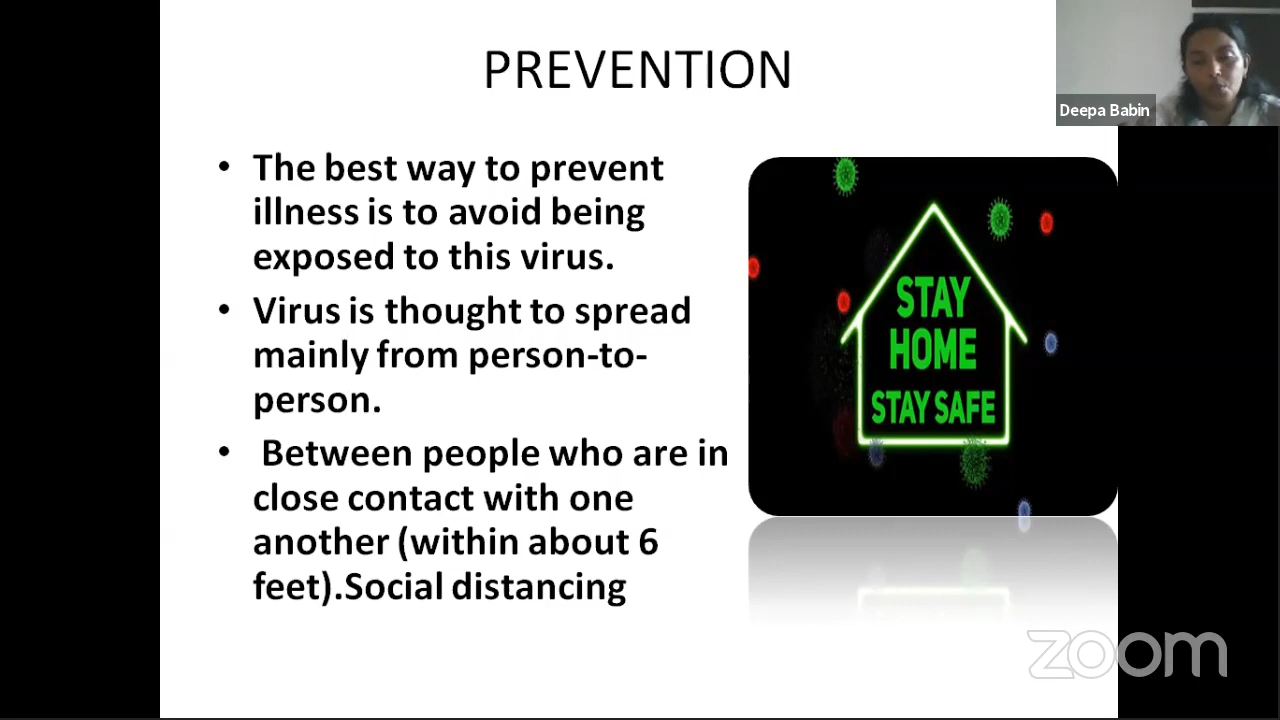 PREVENTION
Deepa Babin
• The best way to prevent
illness is to avoid being
exposed to this virus.
• Virus is thought to spread
mainly from person-to-
person.
• Between people who are in
close contact with one
another (within about 6
feet).Social distancing
STAY
HOME
STAY SAFE
zoom